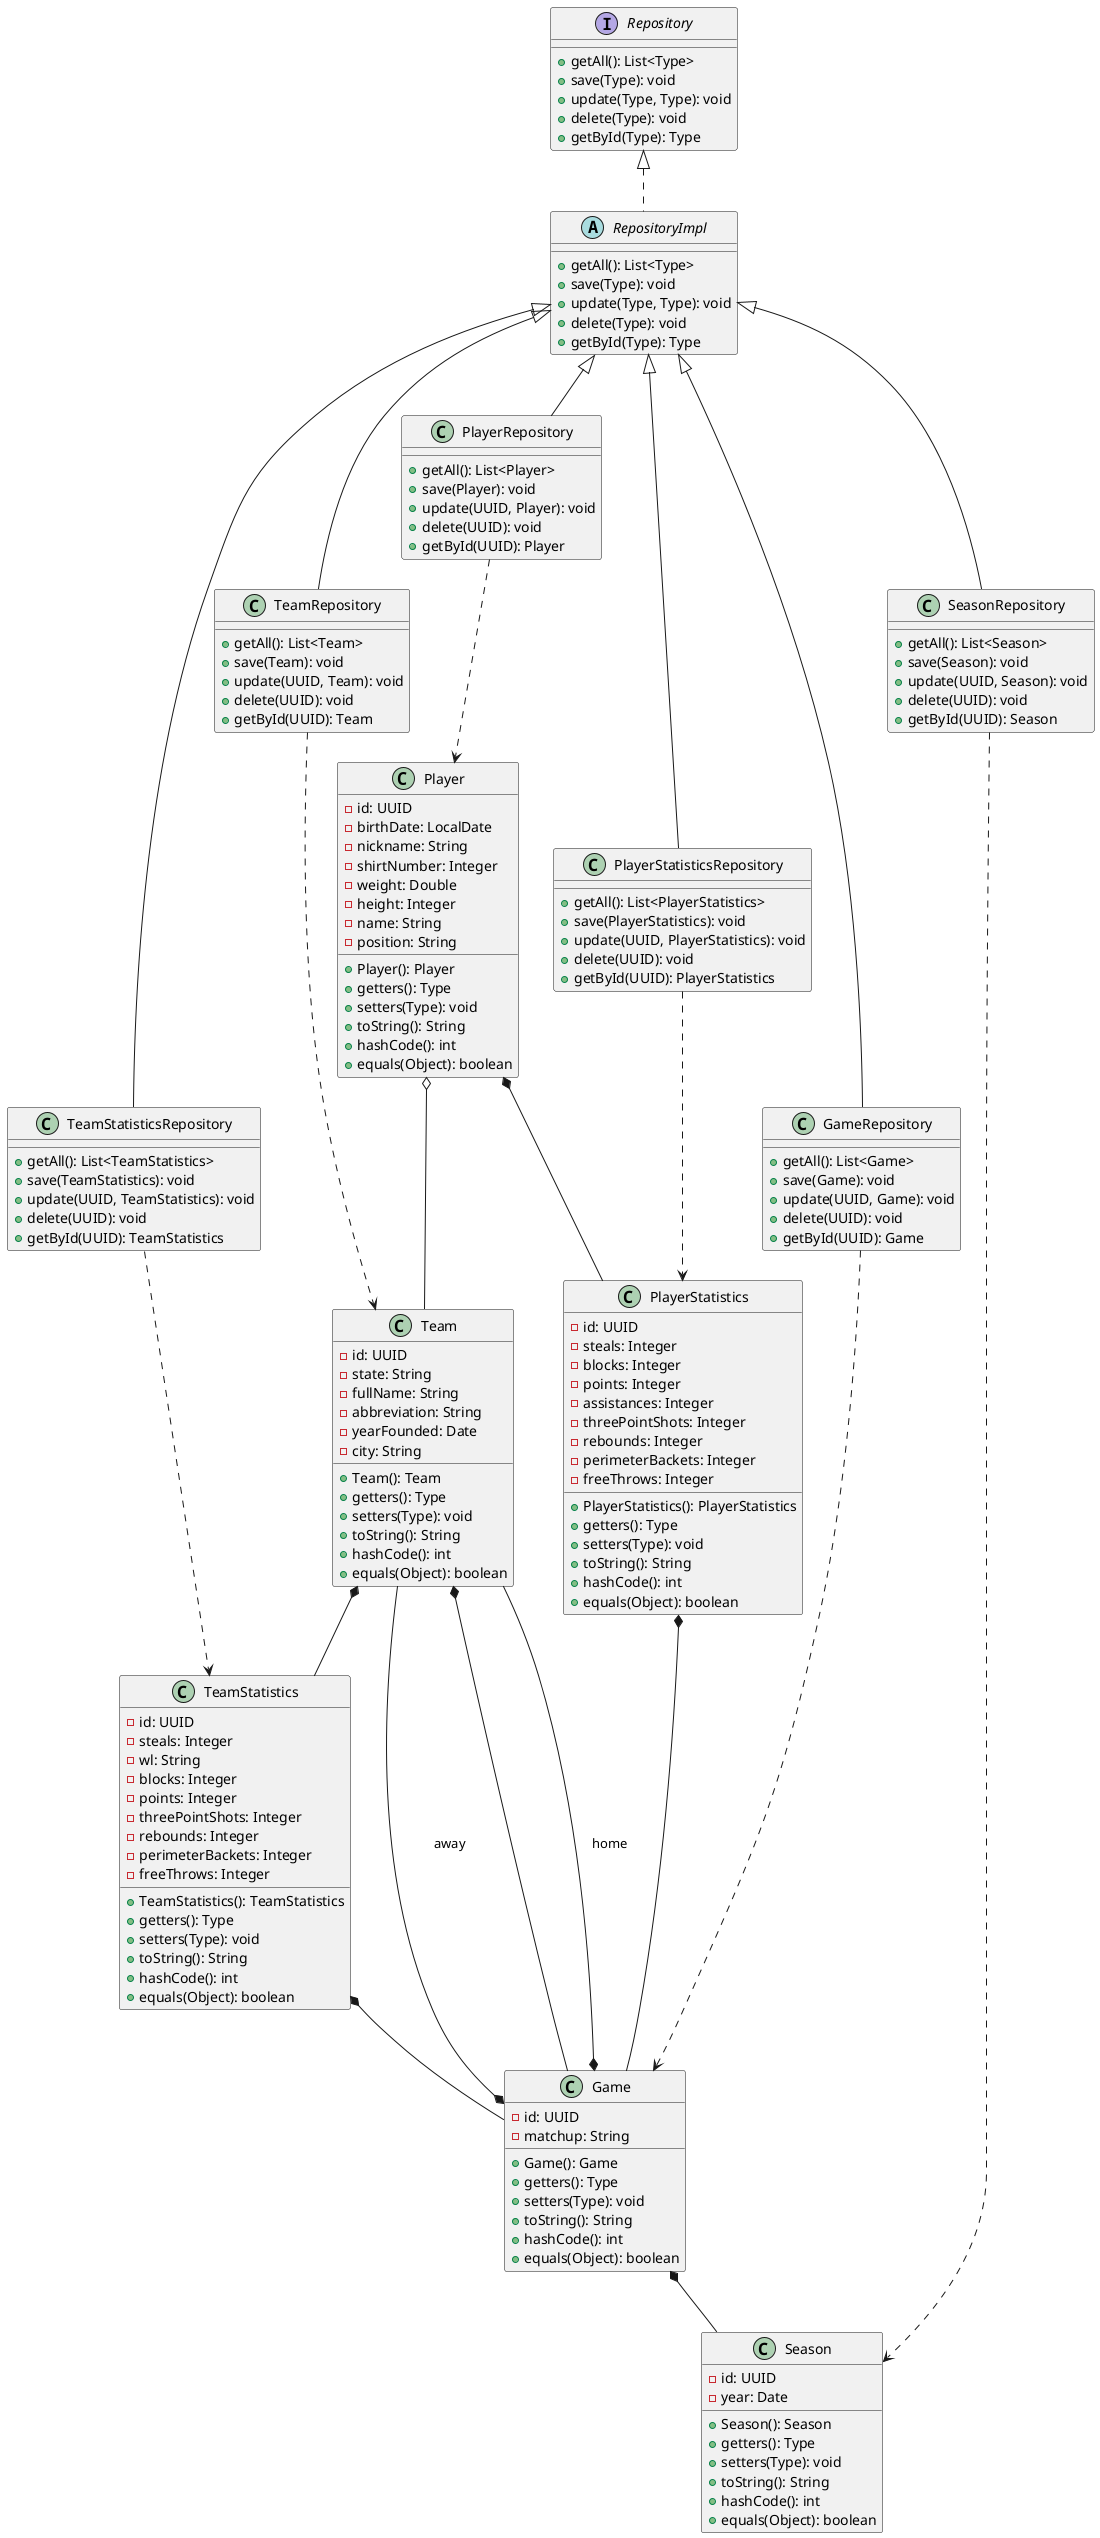 I Repository
getAll(): List<Type>
save(Type): void
update(Type, Type): void
delete(Type): void
getById(Type): Type
A RepositoryImpl
getAll(): List<Type>
save(Type): void
update(Type, Type): void
delete(Type): void
getById(Type): Type
C PlayerRepository
getAll(): List<Player>
save(Player): void
update(UUID, Player): void
delete(UUID): void
getById(UUID): Player
C TeamRepository
getAll(): List<Team>
save(Team): void
update(UUID, Team): void
delete(UUID): void
getById(UUID): Team
C SeasonRepository
getAll(): List<Season>
save(Season): void
update(UUID, Season): void
delete(UUID): void
getById(UUID): Season
C Player
id: UUID
birthDate: LocalDate
nickname: String
shirtNumber: Integer
weight: Double
height: Integer
name: String
position: String
Player(): Player
getters(): Type
setters(Type): void
toString(): String
hashCode(): int
equals(Object): boolean
C PlayerStatisticsRepository
getAll(): List<PlayerStatistics>
save(PlayerStatistics): void
update(UUID, PlayerStatistics): void
delete(UUID): void
getById(UUID): PlayerStatistics
C TeamStatisticsRepository
getAll(): List<TeamStatistics>
save(TeamStatistics): void
update(UUID, TeamStatistics): void
delete(UUID): void
getById(UUID): TeamStatistics
C GameRepository
getAll(): List<Game>
save(Game): void
update(UUID, Game): void
delete(UUID): void
getById(UUID): Game
C Team
id: UUID
state: String
fullName: String
abbreviation: String
yearFounded: Date
city: String
Team(): Team
getters(): Type
setters(Type): void
toString(): String
hashCode(): int
equals(Object): boolean
C PlayerStatistics
id: UUID
steals: Integer
blocks: Integer
points: Integer
assistances: Integer
threePointShots: Integer
rebounds: Integer
perimeterBackets: Integer
freeThrows: Integer
PlayerStatistics(): PlayerStatistics
getters(): Type
setters(Type): void
toString(): String
hashCode(): int
equals(Object): boolean
C TeamStatistics
id: UUID
steals: Integer
wl: String
blocks: Integer
points: Integer
threePointShots: Integer
rebounds: Integer
perimeterBackets: Integer
freeThrows: Integer
TeamStatistics(): TeamStatistics
getters(): Type
setters(Type): void
toString(): String
hashCode(): int
equals(Object): boolean
away
home
C Game
id: UUID
matchup: String
Game(): Game
getters(): Type
setters(Type): void
toString(): String
hashCode(): int
equals(Object): boolean
C Season
id: UUID
year: Date
Season(): Season
getters(): Type
setters(Type): void
toString(): String
hashCode(): int
equals(Object): boolean